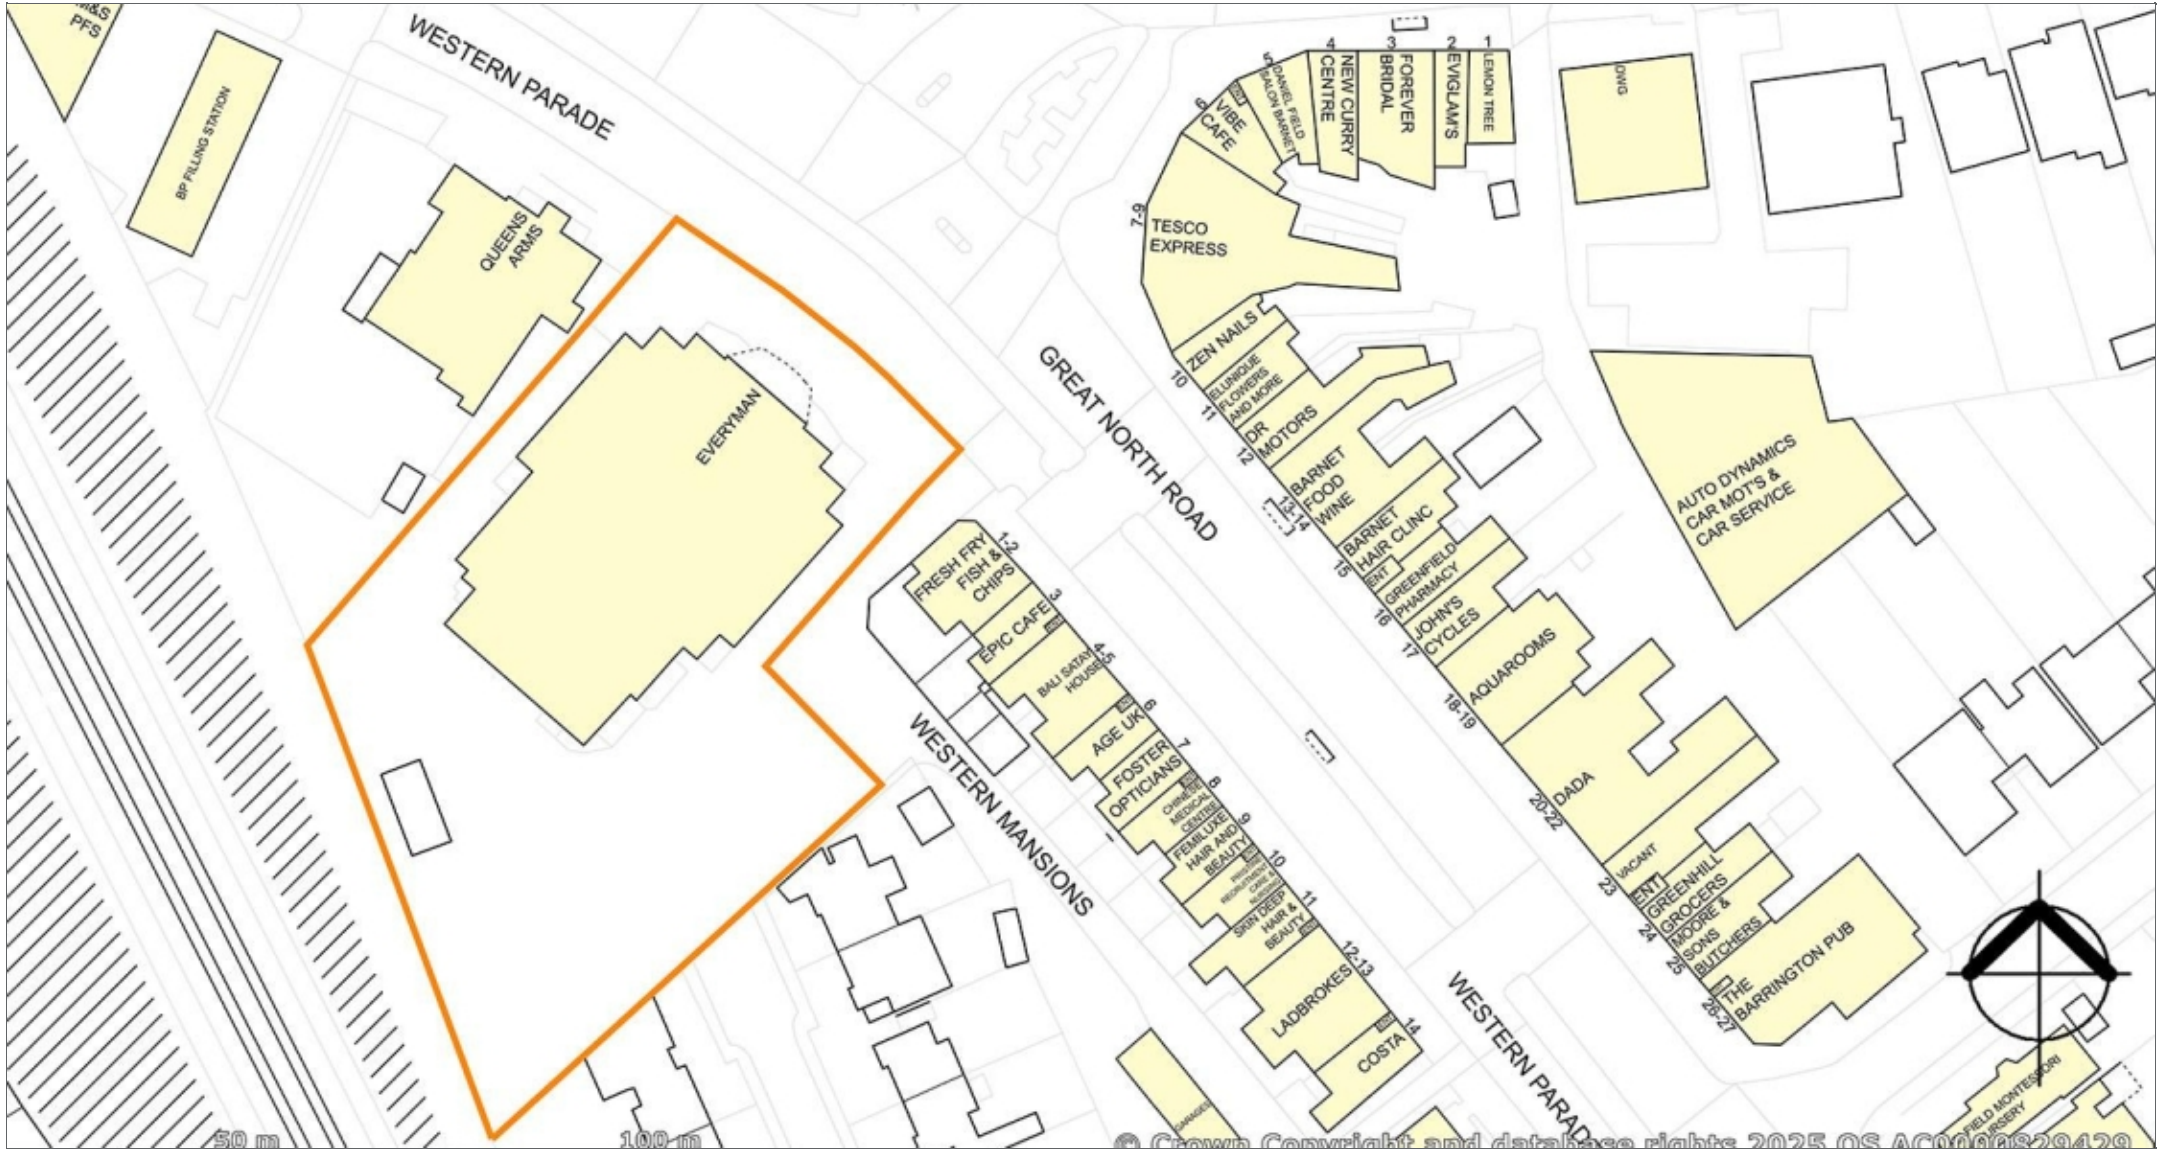 M&S
PFS
BP FILLING STATION
WESTERN PARADE
QUEENS
ARMS
EVERYMAN
GREAT NORTH ROAD
1
LEMON TREE
2
EVIGLAM'S
3
FOREVER
BRIDAL
4
NEW CURRY
CENTRE
5
DANIEL FIELD
SALON BARNET
6
VIBE
CAFE
7-9
TESCO
EXPRESS
10
ZEN NAILS
11
ELUNIQUE
FLOWERS
AND MORE
12
DR
MOTORS
13-14
BARNET
FOOD
WINE
15
BARNET
HAIR CLINC
ENT
16
GREENFIELD
PHARMACY
17
JOHN'S
CYCLES
18-19
AQUAROOMS
20-22
DADA
23
VACANT
ENT
24
GREENHILL
GROCERS
25
MOORE &
SONS
BUTCHERS
26-27
THE
BARRINGTON PUB
DWG
AUTO DYNAMICS
CAR MOT'S &
CAR SERVICE
1-2
FRESH FRY
FISH &
CHIPS
3
EPIC CAFE
4-5
BALI SATAY
HOUSE
6
AGE UK
7
FOSTER
OPTICIANS
8
CHINESE
MEDICAL
CENTRE
9
FEMILUXE
HAIR AND
BEAUTY
10
PRISTINE
RECRUITMENT
CARE &
NURSING
11
SKIN DEEP
HAIR &
BEAUTY
12-13
LADBROKES
14
COSTA
WESTERN MANSIONS
WESTERN PARADE
GARAGES
FIELD MONTESSORI
50 m
100 m
© Crown Copyright and database rights 2025 OS AC0000829429